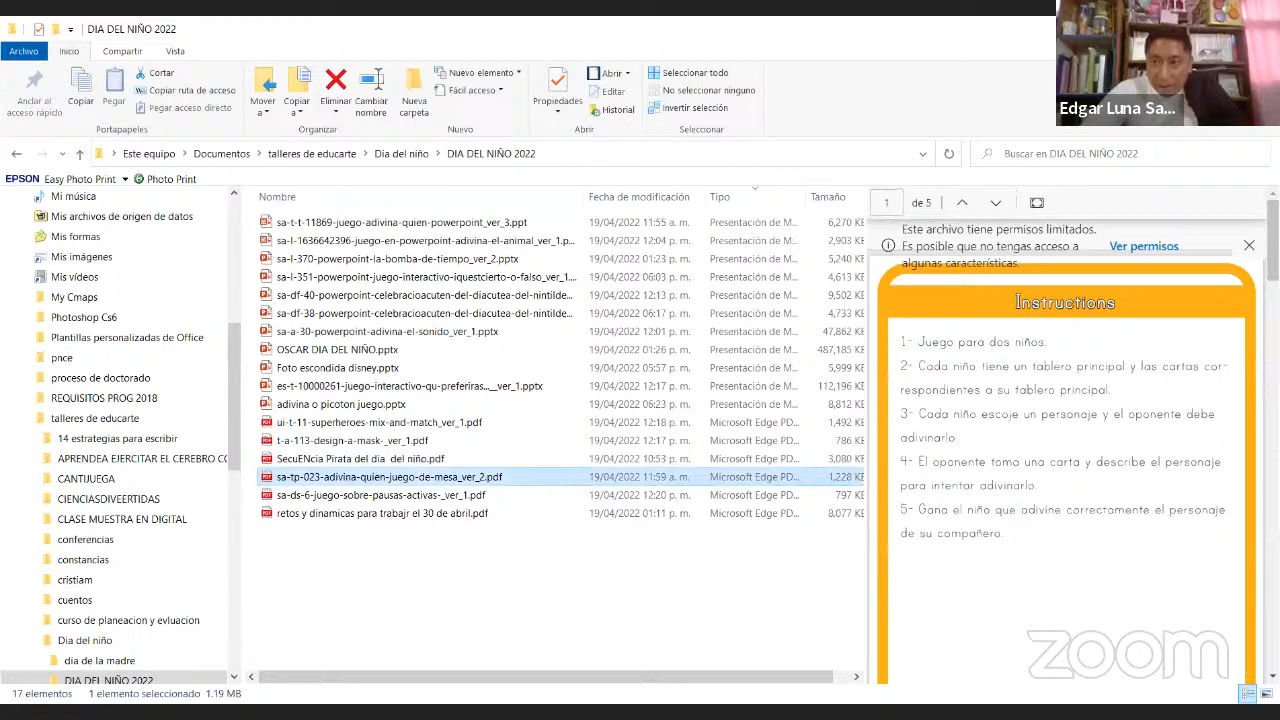 DIA DEL NIÑO 2022
Archivo Inicio Compartir Vista
Edgar Luna Sa...
Anclar al acceso rápido
Copiar
Pegar
Cortar
Copiar ruta de acceso
Pegar acceso directo
Portapapeles
Mover a
Copiar a
Eliminar
Cambiar nombre
Organizar
Nueva carpeta
Nuevo elemento
Fácil acceso
Nuevo
Propiedades
Abrir
Editar
Historial
Abrir
Seleccionar todo
No seleccionar ninguno
Invertir selección
Seleccionar
Este equipo > Documentos > talleres de educarte > Dia del niño > DIA DEL NIÑO 2022
Buscar en DIA DEL NIÑO 2022
EPSON Easy Photo Print Photo Print
Mi música
Mis archivos de origen de datos
Mis formas
Mis imágenes
Mis vídeos
My Cmaps
Photoshop Cs6
Plantillas personalizadas de Office
pnce
proceso de doctorado
REQUISITOS PROG 2018
talleres de educarte
14 estrategias para escribir
APRENDEA EJERCITAR EL CEREBRO CO
CANTUJUEGA
CIENCIASDIVEERTIDAS
CLASE MUESTRA EN DIGITAL
conferencias
constancias
cristiam
cuentos
curso de planeacion y evluacion
Dia del niño
dia de la madre
DIA DEL NIÑO 2022
Nombre Fecha de modificación Tipo Tamaño
sa-t-t-11869-juego-adivina-quien-powerpoint_ver_3.ppt 19/04/2022 11:55 a. m. Presentación de M... 6,270 KE
sa-l-1636642396-juego-en-powerpoint-adivina-el-animal_ver_1.p... 19/04/2022 12:04 p. m. Presentación de M... 2,903 KE
sa-l-370-powerpoint-la-bomba-de-tiempo_ver_2.pptx 19/04/2022 01:23 p. m. Presentación de M... 5,240 KE
sa-l-311-powerpoint-juego-interactivo-iquestcierto-o-falso_ver_1.... 19/04/2022 06:03 p. m. Presentación de M... 4,613 KE
sa-df-40-powerpoint-celebracioacuten-del-diacutea-del-nintilde... 19/04/2022 12:13 p. m. Presentación de M... 9,502 KE
sa-df-38-powerpoint-celebracioacuten-del-diacutea-del-nintilde... 19/04/2022 06:17 p. m. Presentación de M... 4,733 KE
sa-a-30-powerpoint-adivina-el-sonido_ver_1.pptx 19/04/2022 12:01 p. m. Presentación de M... 47,862 KE
OSCAR DIA DEL NIÑO.pptx 19/04/2022 01:26 p. m. Presentación de M... 487,185 KE
Foto escondida disney.pptx 19/04/2022 05:57 p. m. Presentación de M... 5,999 KE
es-t-10000261-juego-interactivo-qu-preferiras...__ver_1.pptx 19/04/2022 12:17 p. m. Presentación de M... 112,196 KE
adivina o picoton juego.pptx 19/04/2022 06:23 p. m. Presentación de M... 8,812 KE
ui-t-11-superheroes-mix-and-match_ver_1.pdf 19/04/2022 12:18 p. m. Microsoft Edge PD... 1,492 KE
t-a-113-design-a-mask-_ver_1.pdf 19/04/2022 12:17 p. m. Microsoft Edge PD... 786 KE
SecuENcia Pirata del dia del niño.pdf 19/04/2022 10:53 p. m. Microsoft Edge PD... 3,080 KE
sa-tp-023-adivina-quien-juego-de-mesa_ver_2.pdf 19/04/2022 11:59 a. m. Microsoft Edge PD... 1,228 KE
sa-ds-6-juego-sobre-pausas-activas-_ver_1.pdf 19/04/2022 12:20 p. m. Microsoft Edge PD... 797 KE
retos y dinamicas para trabajr el 30 de abril.pdf 19/04/2022 01:11 p. m. Microsoft Edge PD... 8,077 KE
1 de 5
Este archivo tiene permisos limitados.
Es posible que no tengas acceso a
algunas características.
Ver permisos
Instructions
1- Juego para dos niños.
2- Cada niño tiene un tablero principal y las cartas cor-
respondientes a su tablero principal.
3- Cada niño escoje un personaje y el oponente debe
adivinarlo
4- El oponente toma una carta y describe el personaje
para intentar adivinarlo.
5- Gana el niño que adivine correctamente el personaje
de su compañero.
zoom
17 elementos 1 elemento seleccionado 1.19 MB